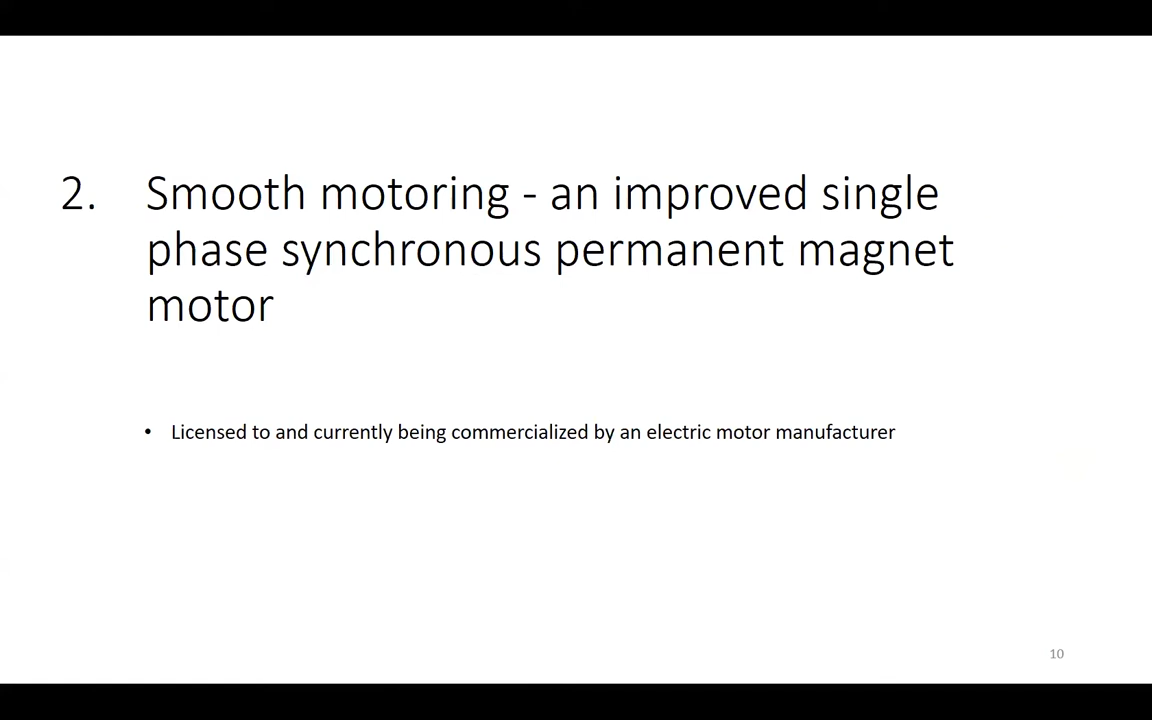 2. Smooth motoring - an improved single
phase synchronous permanent magnet
motor
• Licensed to and currently being commercialized by an electric motor manufacturer
10